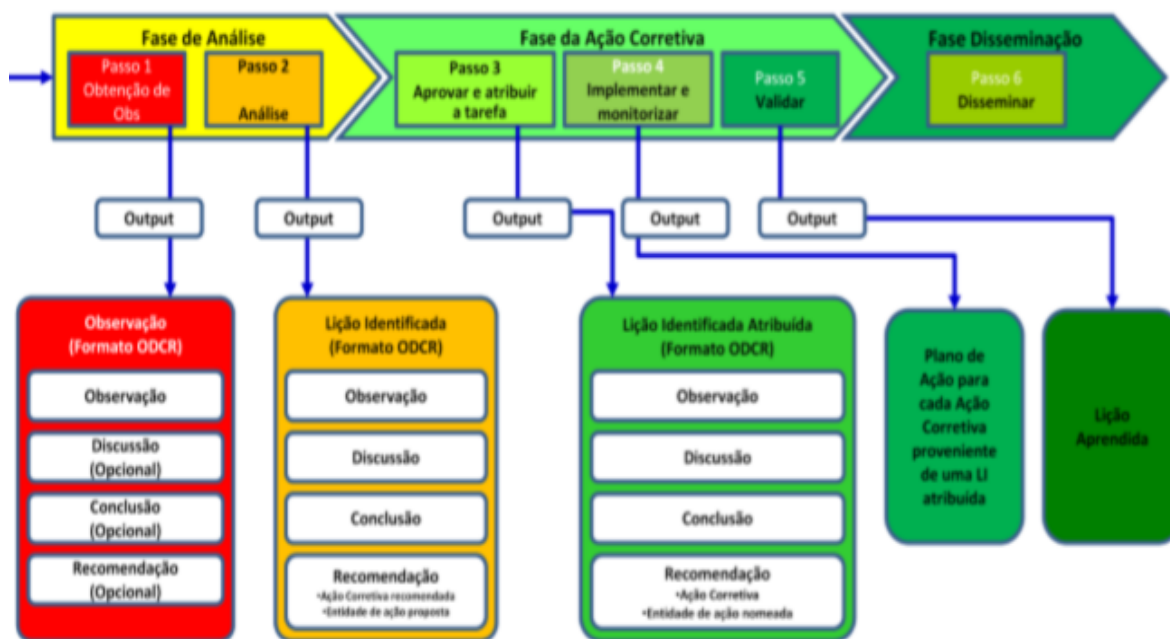 Fase de Análise
Fase da Ação Corretiva
Fase Disseminação
Passo 1
Obtenção de
Obs
Passo 2
Análise
Passo 3
Aprovar e atribuir
a tarefa
Passo 4
Implementar e
monitorizar
Passo 5
Validar
Passo 6
Disseminar
Output
Output
Output
Output
Output
Observação
(Formato ODCR)
Observação
Discussão
(Opcional)
Conclusão
(Opcional)
Recomendação
(Opcional)
Lição Identificada
(Formato ODCR)
Observação
Discussão
Conclusão
Recomendação
•Ação Corretiva recomendada
•Entidade de ação proposta
Lição Identificada Atribuída
(Formato ODCR)
Observação
Discussão
Conclusão
Recomendação
•Ação Corretiva
•Entidade de ação nomeada
Plano de
Ação para
cada Ação
Corretiva
proveniente
de uma LI
atribuída
Lição
Aprendida